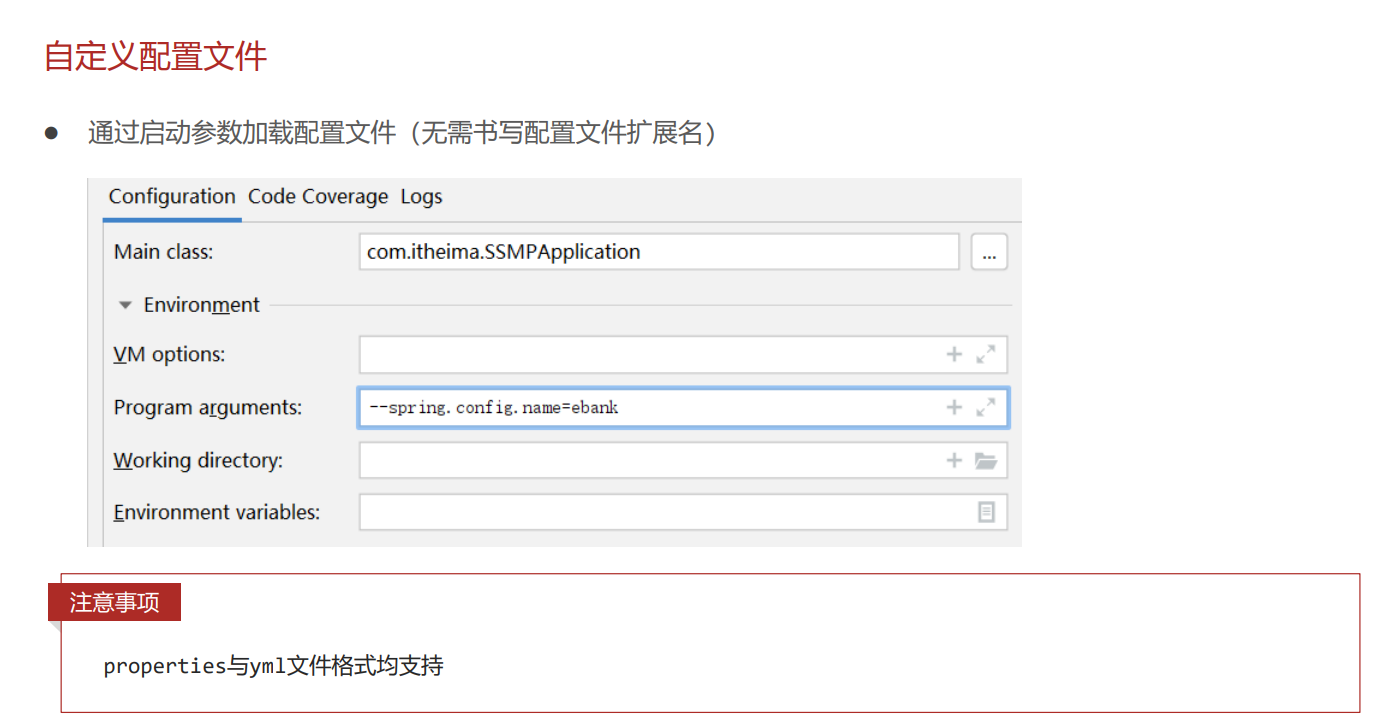 自定义配置文件
● 通过启动参数加载配置文件（无需书写配置文件扩展名）
Configuration Code Coverage Logs
Main class: com.itheima.SSMPApplication ...
Environment
VM options:
Program arguments: --spring.config.name=ebank
Working directory:
Environment variables:
注意事项
properties与yml文件格式均支持